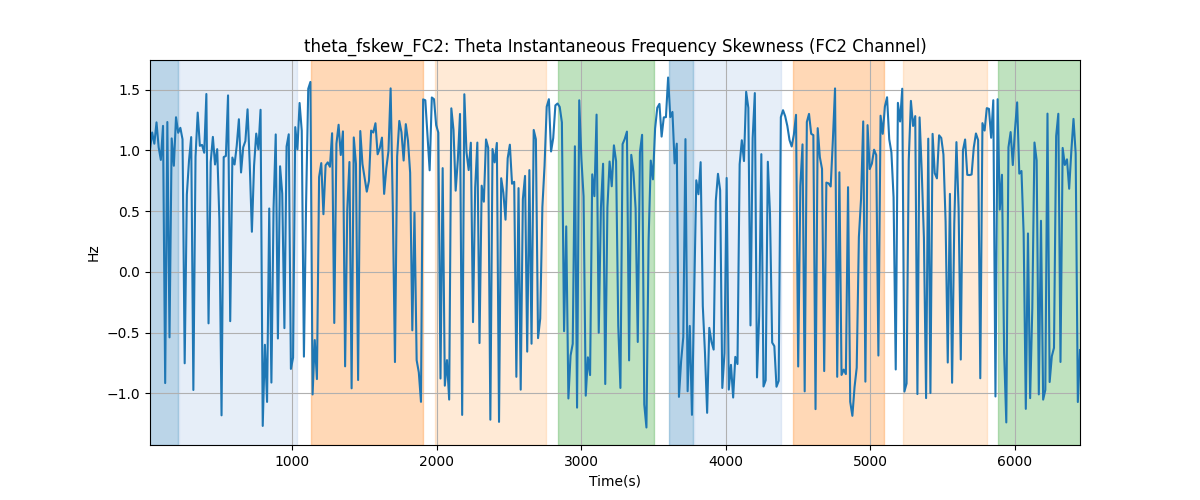 theta_fskew_FC2: Theta Instantaneous Frequency Skewness (FC2 Channel)
Hz
1.5
1.0
0.5
0.0
−0.5
−1.0
1000 2000 3000 4000 5000 6000
Time(s)